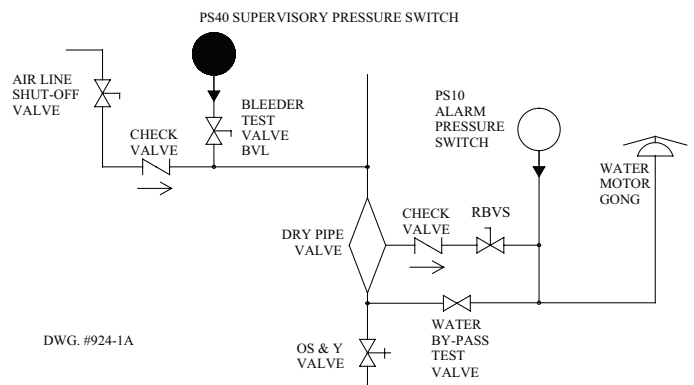 PS40 SUPERVISORY PRESSURE SWITCH
AIR LINE
SHUT-OFF
VALVE
BLEEDER
TEST
VALVE
BVL
CHECK
VALVE
PS10
ALARM
PRESSURE
SWITCH
WATER
MOTOR
GONG
DRY PIPE
VALVE
CHECK
VALVE
RBVS
DWG. #924-1A
OS & Y
VALVE
WATER
BY-PASS
TEST
VALVE